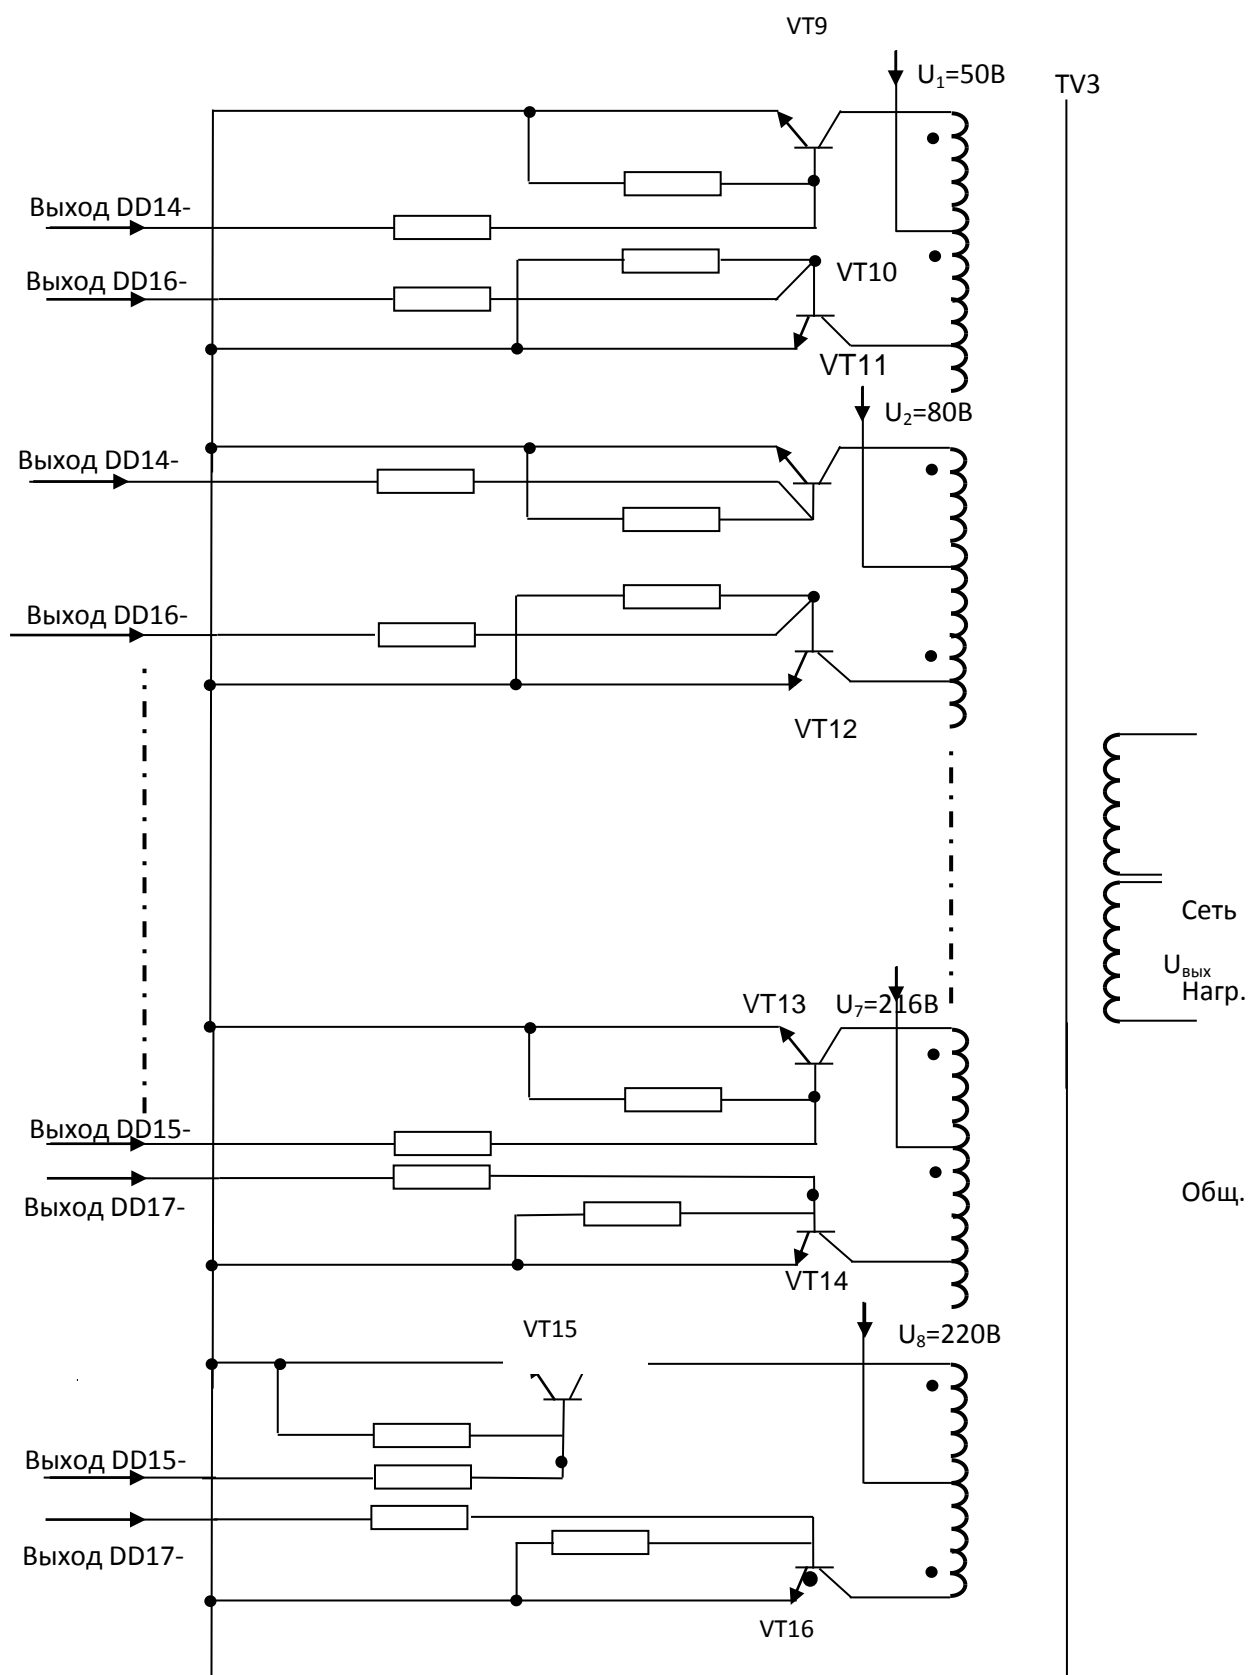 VT9
U₁=50В
TV3
Выход DD14-
Выход DD16-
VT10
VT11
U₂=80В
Выход DD14-
Выход DD16-
VT12
Сеть
Uвых
Нагр.
VT13
U₇=216В
Выход DD15-
Выход DD17-
Общ.
VT14
VT15
U₈=220В
Выход DD15-
Выход DD17-
VT16